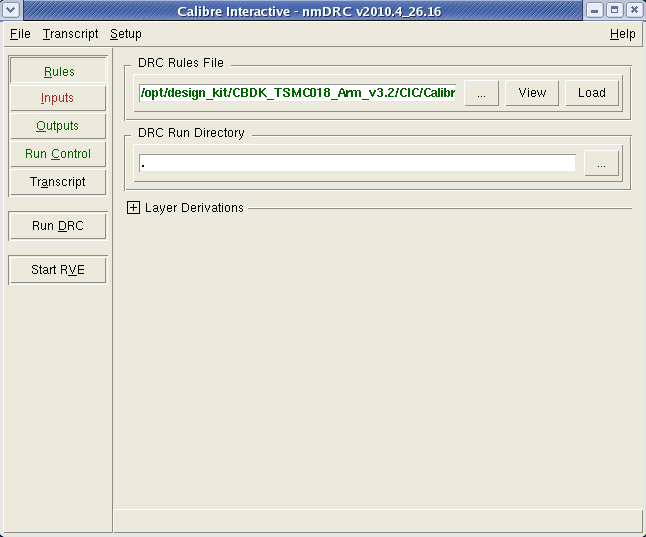 Calibre Interactive - nmDRC v2010.4_26.16
File Transcript Setup Help
Rules
Inputs
Outputs
Run Control
Transcript
Run DRC
Start RVE
DRC Rules File
/opt/design_kit/CBDK_TSMC018_Arm_v3.2/CIC/Calibr ... View Load
DRC Run Directory
. ...
Layer Derivations